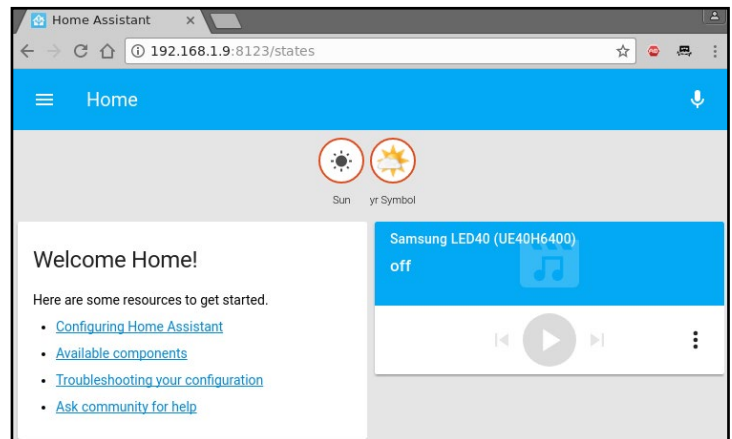 Home Assistant
192.168.1.9:8123/states
Home
Sun
yr Symbol
Welcome Home!
Here are some resources to get started.
Configuring Home Assistant
Available components
Troubleshooting your configuration
Ask community for help
Samsung LED40 (UE40H6400)
off